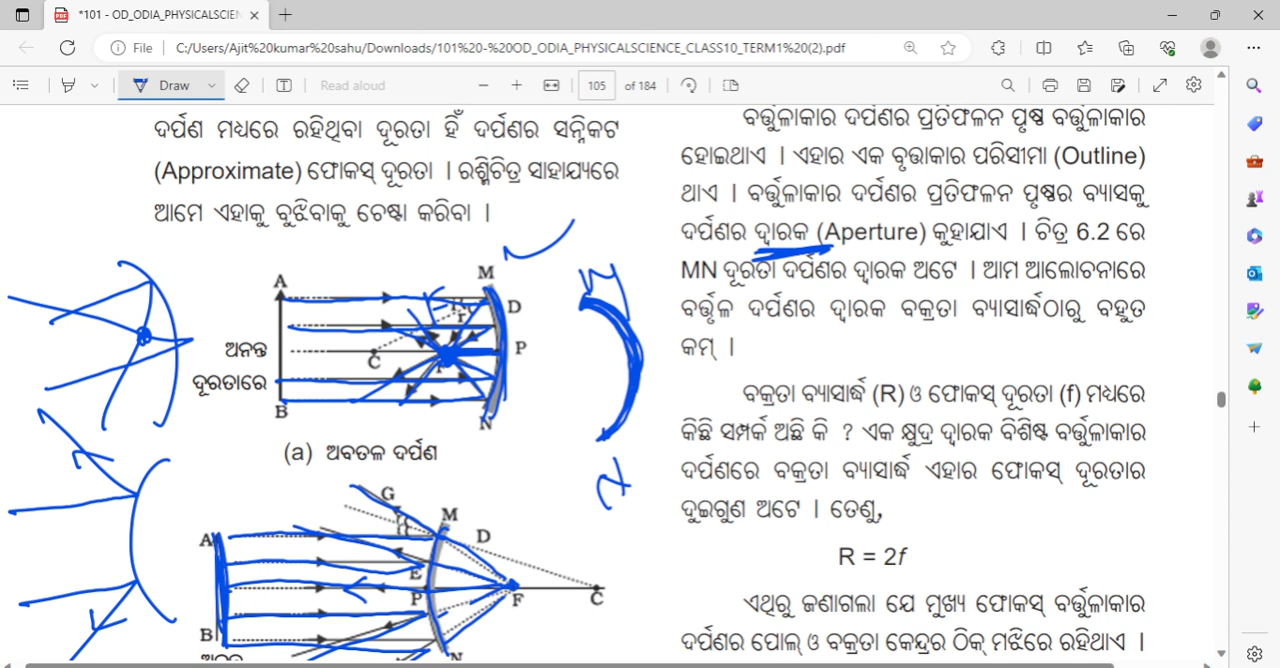 *101 - OD_ODIA_PHYSICALSCIEN
File
C:/Users/Ajit%20kumar%20sahu/Downloads/101%20-%20OD_ODIA_PHYSICALSCIENCE_CLASS10_TERM1%20(2).pdf
Draw
Read aloud
105 of 184
ଦର୍ପଣ ମଧ୍ୟରେ ରହିଥିବା ଦୂରତା ହିଁ ଦର୍ପଣର ସନ୍ନିକଟ
(Approximate) ଫୋକସ୍ ଦୂରତା । ରଶ୍ମିଚିତ୍ର ସାହାଯ୍ୟରେ
ଆମେ ଏହାକୁ ବୁଝିବାକୁ ଚେଷ୍ଟା କରିବା ।
A
M
D
r
P
C
ଅନନ୍ତ
ଦୂରତାରେ
B
N
(a) ଅବତଳ ଦର୍ପଣ
G
M
D
A
E
P
F
C
B
N
M
N
ବର୍ତ୍ତୁଳାକାର ଦର୍ପଣର ପ୍ରତିଫଳନ ପୃଷ୍ଠ ବର୍ତ୍ତୁଳାକାର
ହୋଇଥାଏ । ଏହାର ଏକ ବୃତ୍ତାକାର ପରିସୀମା (Outline)
ଥାଏ । ବର୍ତ୍ତୁଳାକାର ଦର୍ପଣର ପ୍ରତିଫଳନ ପୃଷ୍ଠର ବ୍ୟାସକୁ
ଦର୍ପଣର ଦ୍ୱାରକ (Aperture) କୁହାଯାଏ । ଚିତ୍ର 6.2 ରେ
MN ଦୂରତା ଦର୍ପଣର ଦ୍ୱାରକ ଅଟେ । ଆମ ଆଲୋଚନାରେ
ବର୍ତ୍ତୁଳ ଦର୍ପଣର ଦ୍ୱାରକ ବକ୍ରତା ବ୍ୟାସାର୍ଦ୍ଧଠାରୁ ବହୁତ
କମ୍ ।
ବକ୍ରତା ବ୍ୟାସାର୍ଦ୍ଧ (R) ଓ ଫୋକସ୍ ଦୂରତା (f) ମଧ୍ୟରେ
କିଛି ସମ୍ପର୍କ ଅଛି କି ? ଏକ କ୍ଷୁଦ୍ର ଦ୍ୱାରକ ବିଶିଷ୍ଟ ବର୍ତ୍ତୁଳାକାର
ଦର୍ପଣରେ ବକ୍ରତା ବ୍ୟାସାର୍ଦ୍ଧ ଏହାର ଫୋକସ୍ ଦୂରତାର
ଦୁଇଗୁଣ ଅଟେ । ତେଣୁ,
R = 2f
ଏଥିରୁ ଜଣାଗଲା ଯେ ମୁଖ୍ୟ ଫୋକସ୍ ବର୍ତ୍ତୁଳାକାର
ଦର୍ପଣର ପୋଲ୍ ଓ ବକ୍ରତା କେନ୍ଦ୍ରର ଠିକ୍ ମଝିରେ ରହିଥାଏ ।